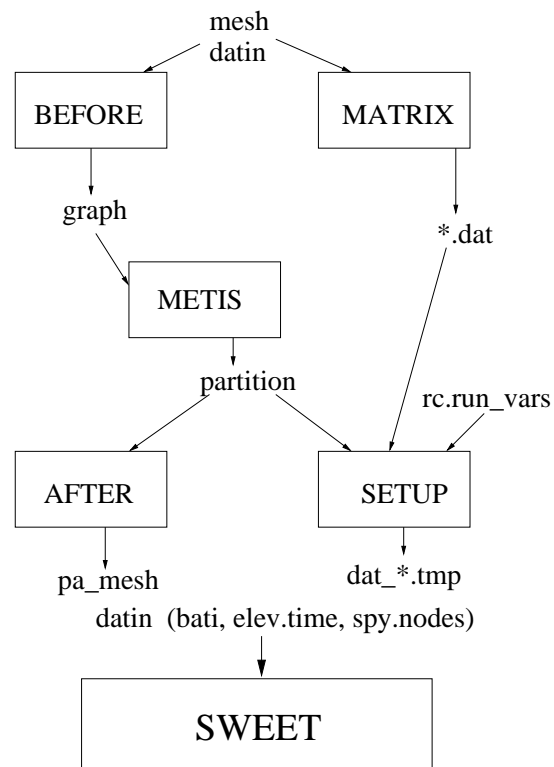 mesh
datin
BEFORE
MATRIX
graph
*.dat
METIS
partition
rc.run_vars
AFTER
SETUP
pa_mesh
dat_*.tmp
datin (bati, elev.time, spy.nodes)
SWEET